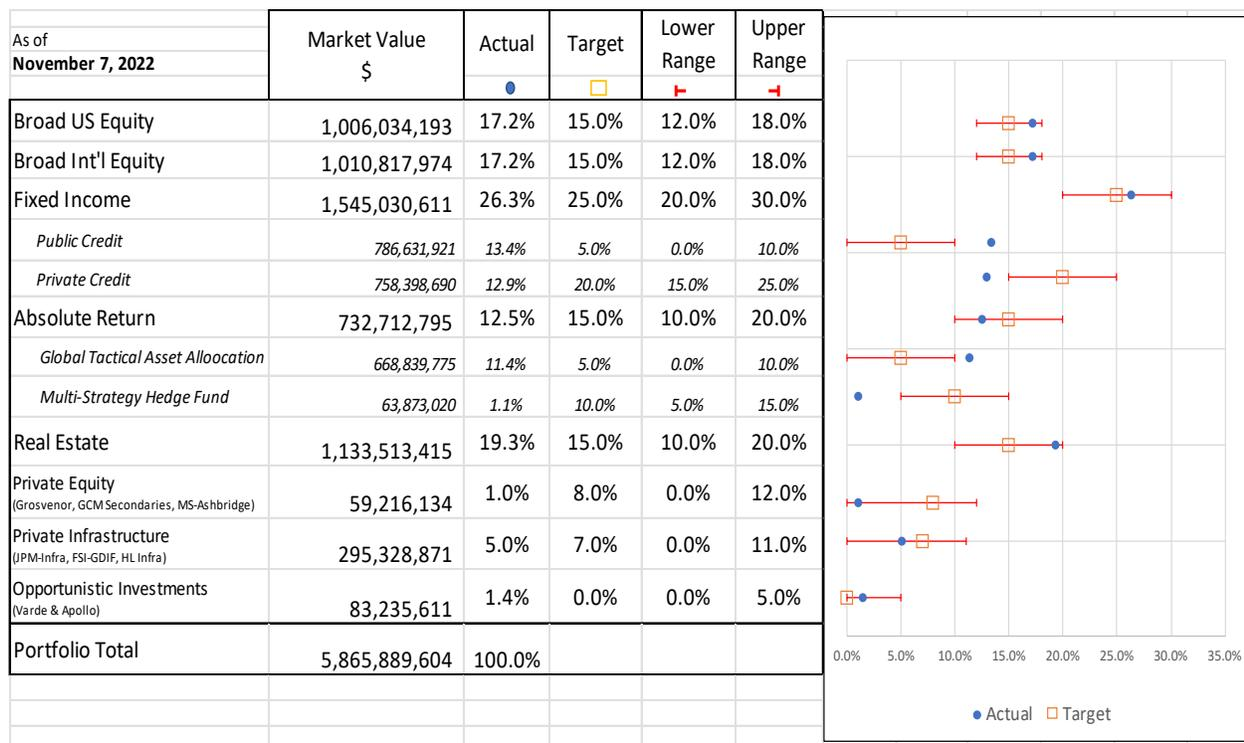 As of
November 7, 2022
Market Value
$
Actual
Target
Lower
Range
Upper
Range
Broad US Equity 1,006,034,193 17.2% 15.0% 12.0% 18.0%
Broad Int'l Equity 1,010,817,974 17.2% 15.0% 12.0% 18.0%
Fixed Income 1,545,030,611 26.3% 25.0% 20.0% 30.0%
Public Credit 786,631,921 13.4% 5.0% 0.0% 10.0%
Private Credit 758,398,690 12.9% 20.0% 15.0% 25.0%
Absolute Return 732,712,795 12.5% 15.0% 10.0% 20.0%
Global Tactical Asset Alloocation 668,839,775 11.4% 5.0% 0.0% 10.0%
Multi-Strategy Hedge Fund 63,873,020 1.1% 10.0% 5.0% 15.0%
Real Estate 1,133,513,415 19.3% 15.0% 10.0% 20.0%
Private Equity
(Grosvenor, GCM Secondaries, MS-Ashbridge) 59,216,134 1.0% 8.0% 0.0% 12.0%
Private Infrastructure
(JPM-Infra, FSI-GDIF, HL Infra) 295,328,871 5.0% 7.0% 0.0% 11.0%
Opportunistic Investments
(Varde & Apollo) 83,235,611 1.4% 0.0% 0.0% 5.0%
Portfolio Total 5,865,889,604 100.0%
0.0% 5.0% 10.0% 15.0% 20.0% 25.0% 30.0% 35.0%
Actual Target